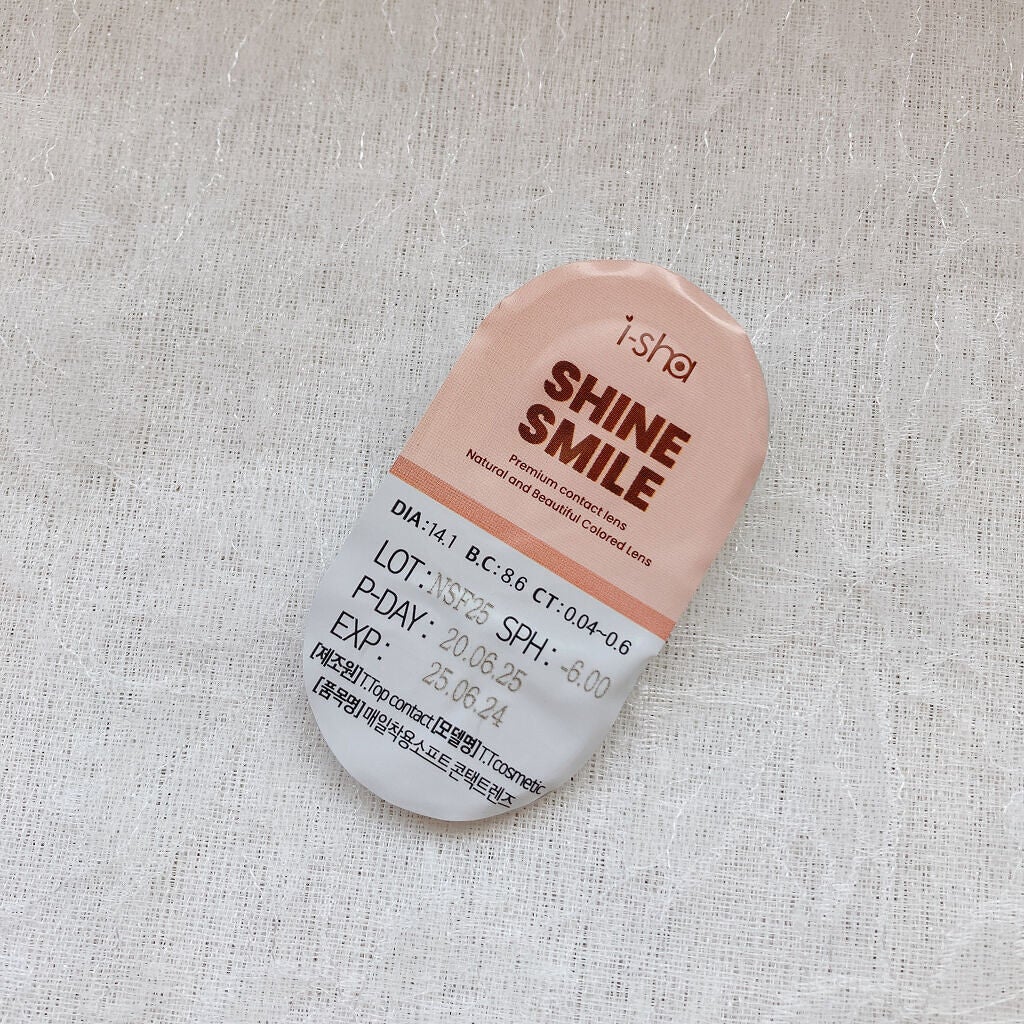 i-sha
SHINE
SMILE
Premium contact lens
Natural and Beautiful Colored Lens
DIA:14.1 B.C:8.6 CT:0.04~0.6
LOT:NSF25 SPH: -6.00
P-DAY: 20.06.25
EXP: 25.06.24
[제조원]T.Top contact [모델명]T.Tcosmetic
[품목명]매일착용소프트 콘택트렌즈